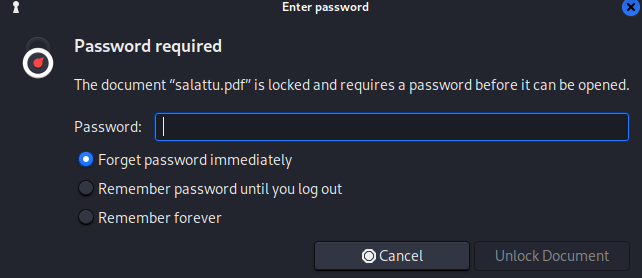 Enter password
Password required
The document “salattu.pdf” is locked and requires a password before it can be opened.
Password:
Forget password immediately
Remember password until you log out
Remember forever
Cancel
Unlock Document